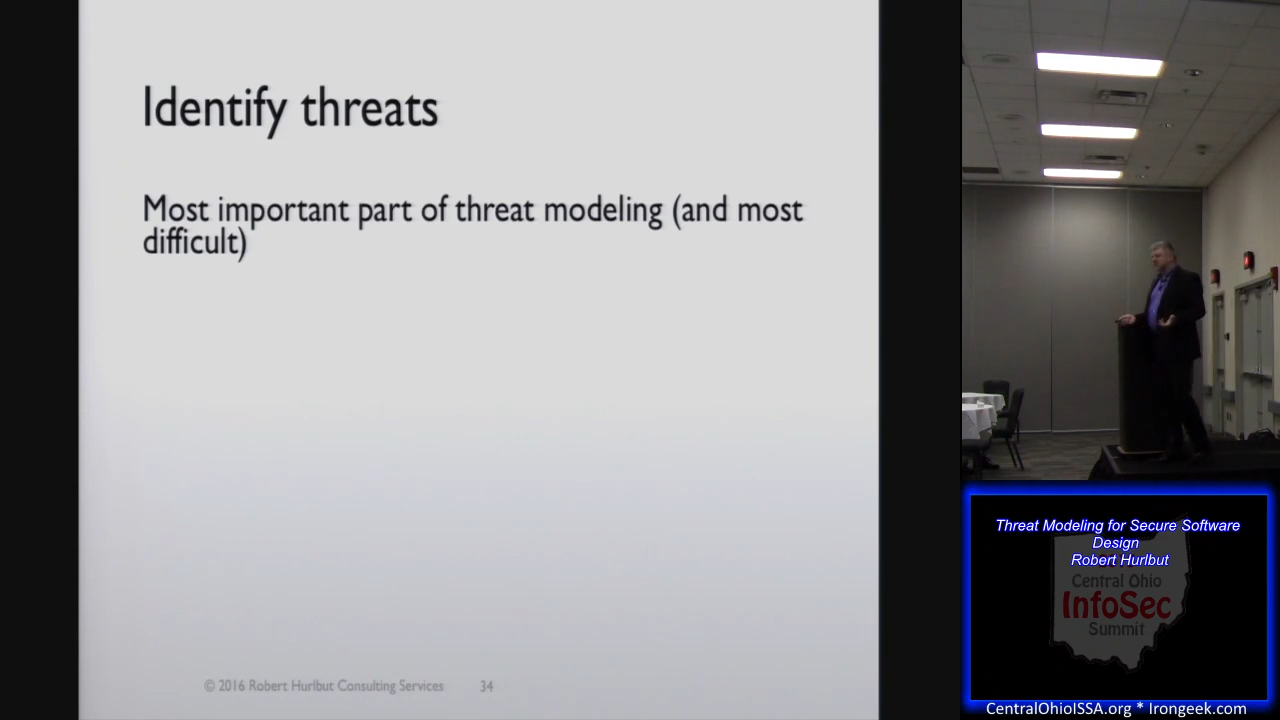 Identify threats
Most important part of threat modeling (and most
difficult)
© 2016 Robert Hurlbut Consulting Services
34
Threat Modeling for Secure Software
Design
Robert Hurlbut
Central Ohio
InfoSec
Summit
CentralOhioISSA.org * Irongeek.com